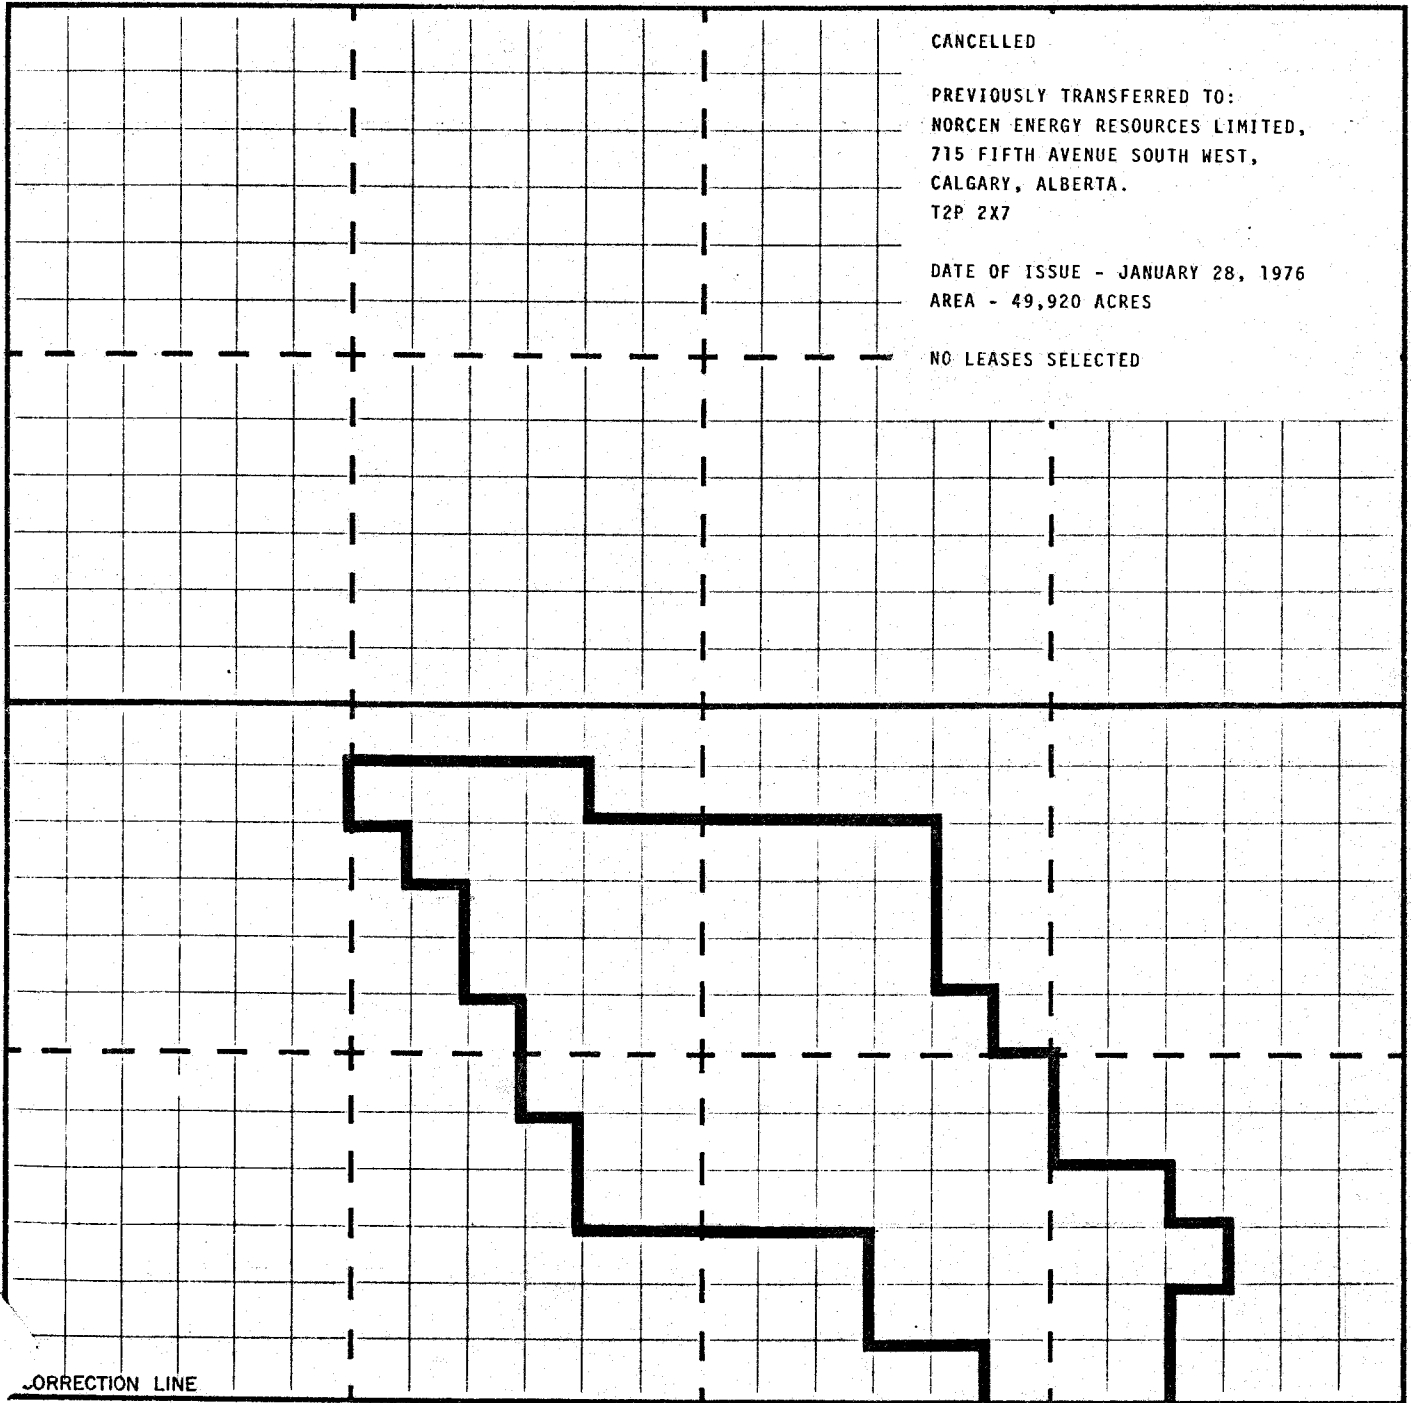 CANCELLED
PREVIOUSLY TRANSFERRED TO:
NORCEN ENERGY RESOURCES LIMITED,
715 FIFTH AVENUE SOUTH WEST,
CALGARY, ALBERTA.
T2P 2X7
DATE OF ISSUE - JANUARY 28, 1976
AREA - 49,920 ACRES
NO LEASES SELECTED
CORRECTION LINE